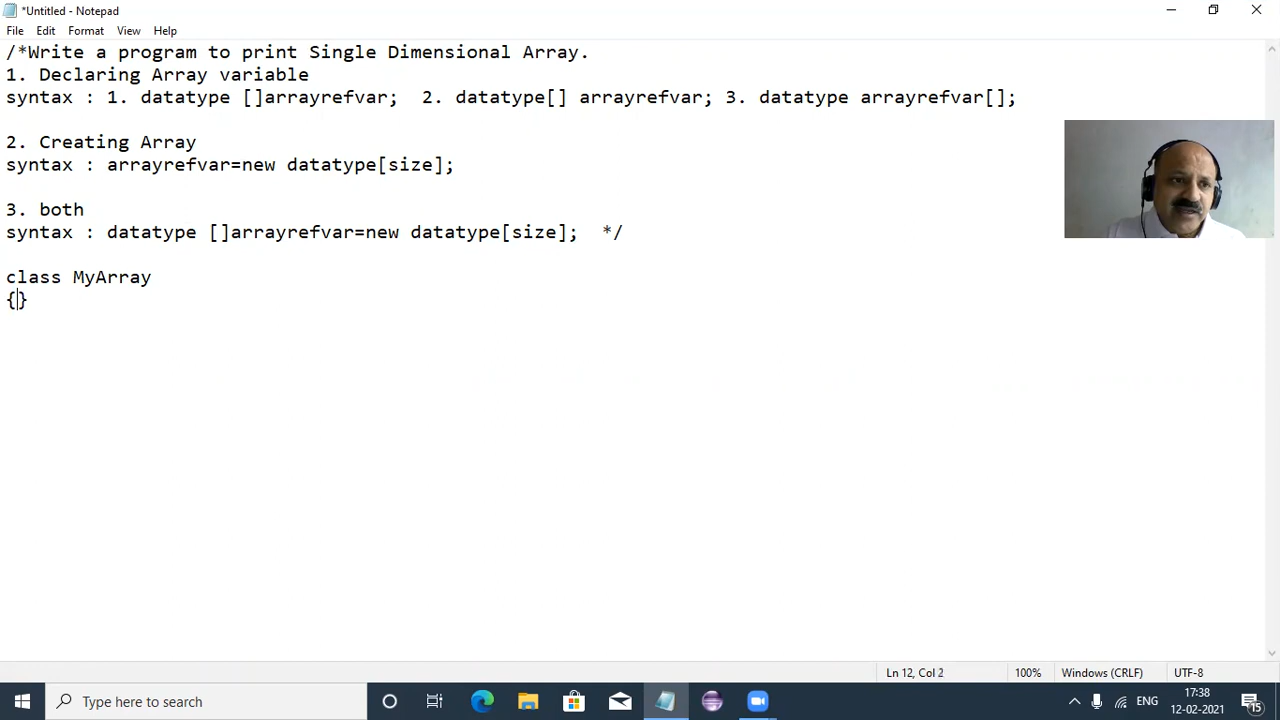 *Untitled - Notepad
File Edit Format View Help
/*Write a program to print Single Dimensional Array.
1. Declaring Array variable
syntax : 1. datatype []arrayrefvar;  2. datatype[] arrayrefvar; 3. datatype arrayrefvar[];
2. Creating Array
syntax : arrayrefvar=new datatype[size];
3. both
syntax : datatype []arrayrefvar=new datatype[size];  */
class MyArray
{}
Ln 12, Col 2 100% Windows (CRLF) UTF-8
Type here to search
ENG
17:38
12-02-2021
15